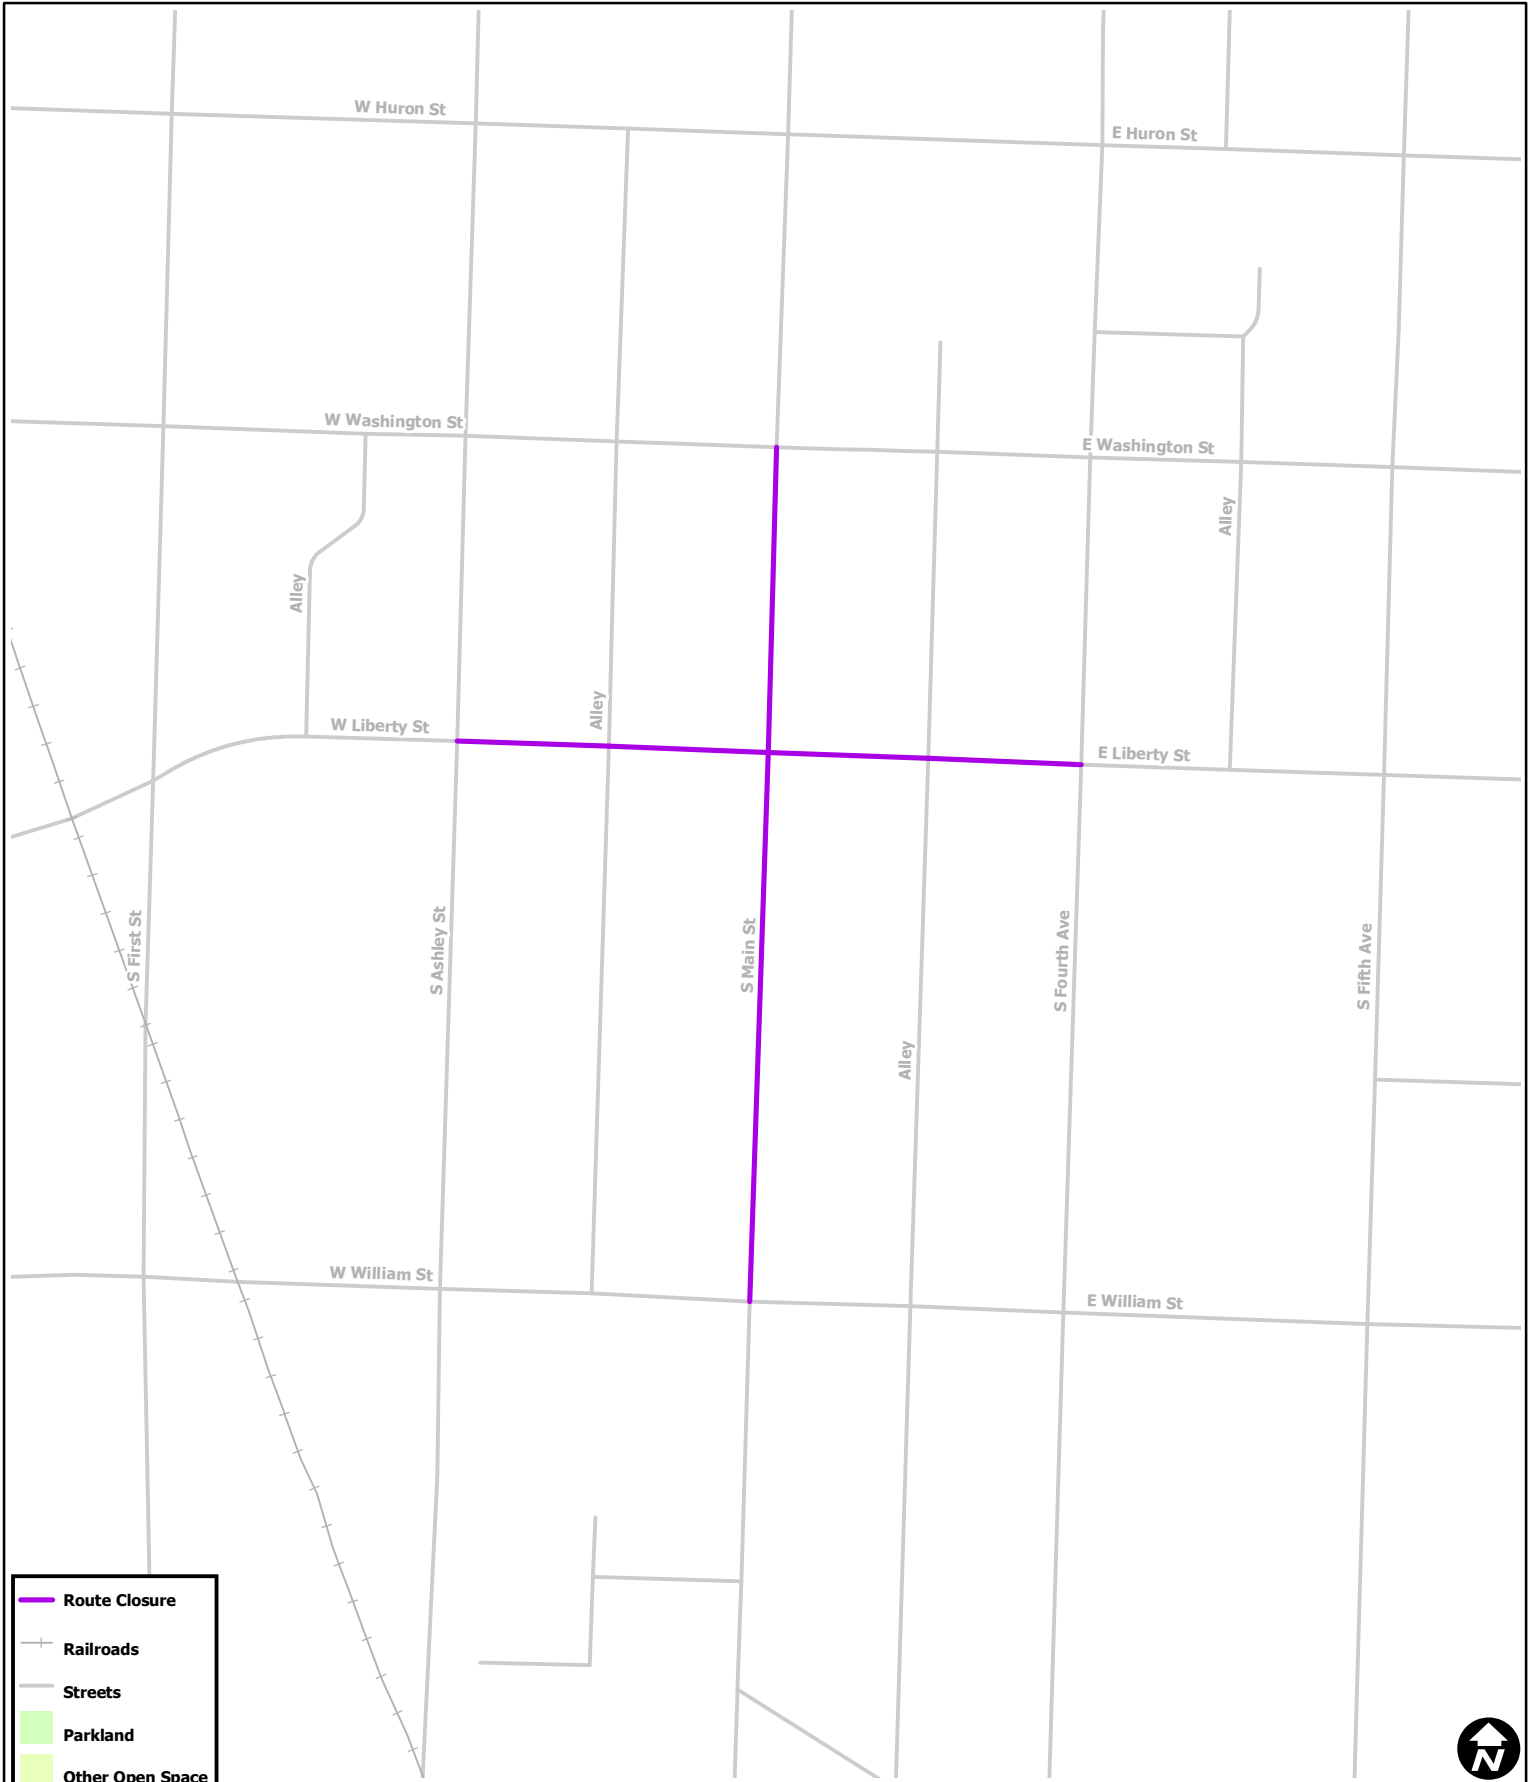 W Huron St
E Huron St
W Washington St
E Washington St
Alley
Alley
Alley
W Liberty St
E Liberty St
S First St
S Ashley St
S Main St
S Fourth Ave
S Fifth Ave
Alley
W William St
E William St
Route Closure
Railroads
Streets
Parkland
Other Open Space
N